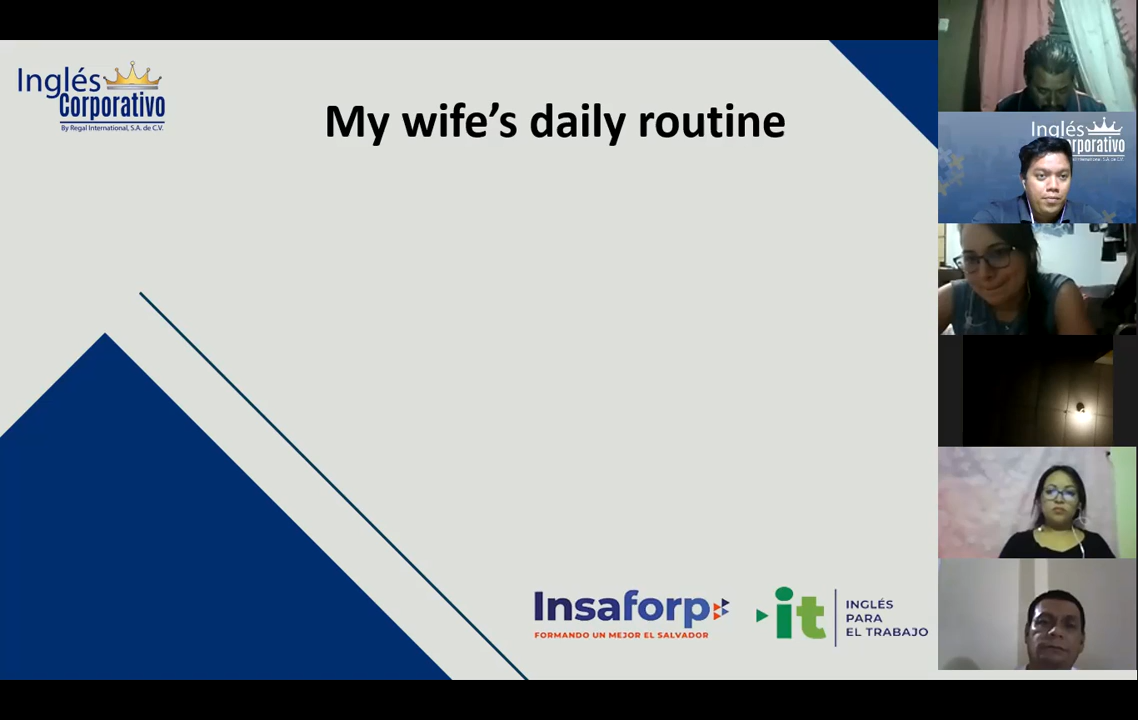 Inglés
Corporativo
By Regal International, S.A. de C.V.
My wife’s daily routine
Inglés
rporativo
Insaforp
FORMANDO UN MEJOR EL SALVADOR
it
INGLÉS
PARA
EL TRABAJO